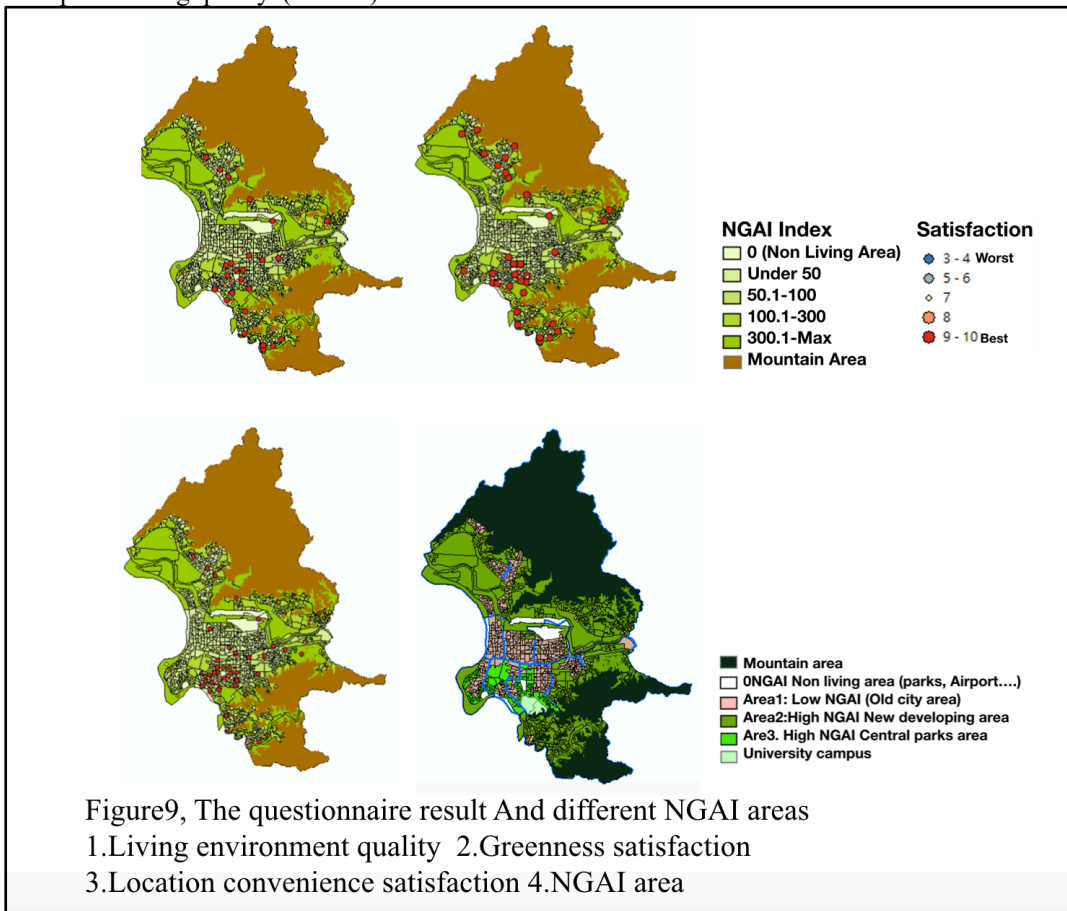 NGAI Index
0 (Non Living Area)
Under 50
50.1-100
100.1-300
300.1-Max
Mountain Area
Satisfaction
3 - 4 Worst
5 - 6
7
8
9 - 10 Best
Mountain area
0NGAI Non living area (parks, Airport....)
Area1: Low NGAI (Old city area)
Area2:High NGAI New developing area
Are3. High NGAI Central parks area
University campus
Figure9, The questionnaire result And different NGAI areas
1.Living environment quality 2.Greenness satisfaction
3.Location convenience satisfaction 4.NGAI area